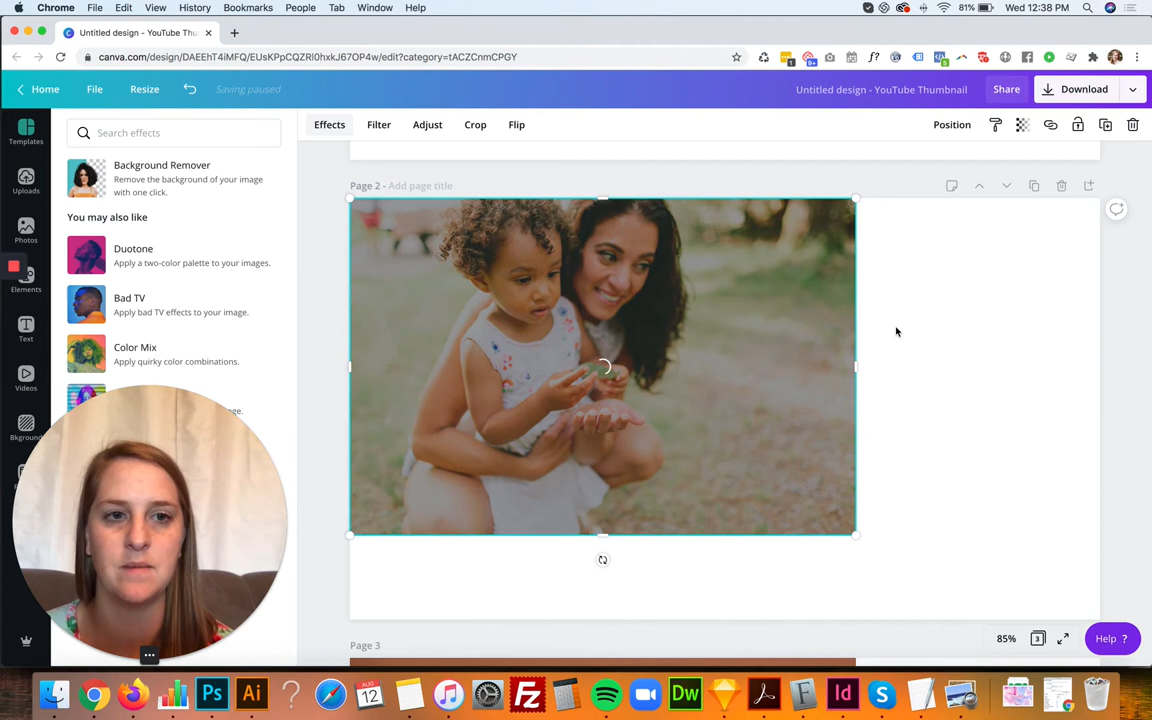 Chrome File Edit View History Bookmarks People Tab Window Help 81% Wed 12:38 PM
Untitled design - YouTube Thu
canva.com/design/DAEEhT4iMFQ/EUsKPpCQZRl0hxkJ67OP4w/edit?category=tACZCnmCPGY
Home File Resize Saving paused Untitled design - YouTube Thumbnail Share Download
Search effects
Effects Filter Adjust Crop Flip Position
Templates
Uploads
Photos
Elements
Text
Videos
Bkground
Background Remover
Remove the background of your image
with one click.
You may also like
Duotone
Apply a two-color palette to your images.
Bad TV
Apply bad TV effects to your image.
Color Mix
Apply quirky color combinations.
Page 2 - Add page title
Page 3
85% 3 Help ?
AUG
12
Ps Ai ? Fz Dw Id S